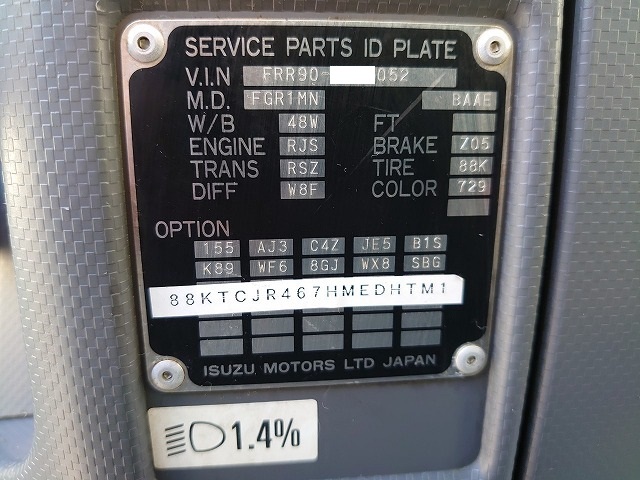 SERVICE PARTS ID PLATE
V.I.N FRR90- 052
M.D. FGR1MN BAAE
W/B 48W FT
ENGINE RJS BRAKE Z05
TRANS RSZ TIRE 88K
DIFF W8F COLOR 729
OPTION
155 AJ3 C4Z JE5 B1S
K89 WF6 8GJ WX8 SBG
88KTCJR467HMEDHTM1
ISUZU MOTORS LTD JAPAN
1.4%